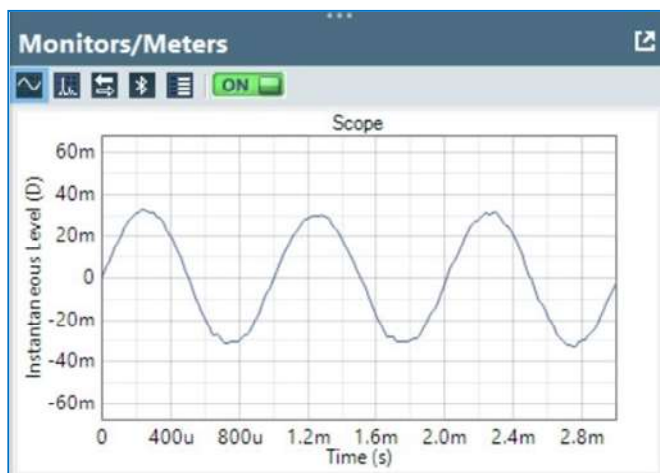 Monitors/Meters
ON
Scope
Instantaneous Level (D)
60m
40m
20m
0
-20m
-40m
-60m
0 400u 800u 1.2m 1.6m 2.0m 2.4m 2.8m
Time (s)